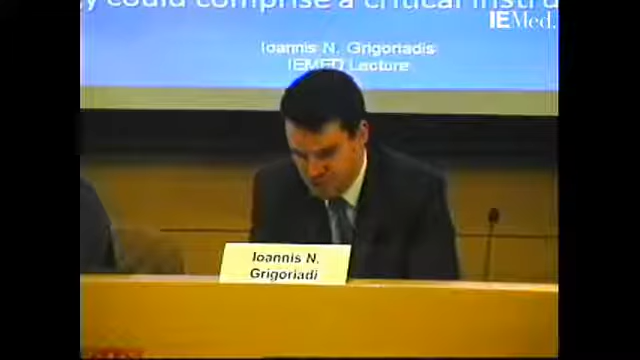 could comprise a critical instru
IEMed.
Ioannis N. Grigoriadis
IEMED Lecture
Ioannis N.
Grigoriadi